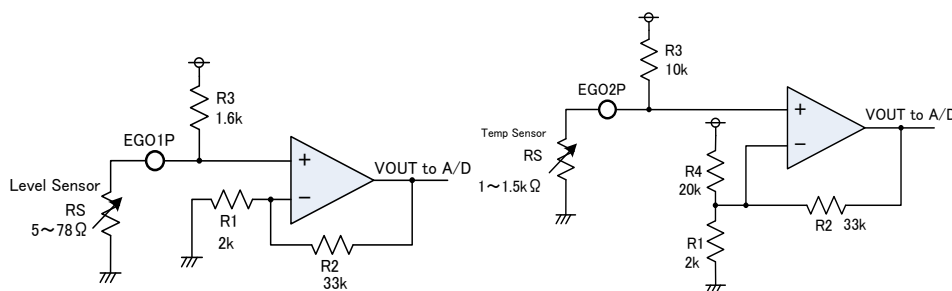 R3
1.6k
EGO1P
VOUT to A/D
+
−
Level Sensor
RS
5～78Ω
R1
2k
R2
33k
R3
10k
EGO2P
VOUT to A/D
+
−
Temp Sensor
RS
1～1.5kΩ
R4
20k
R1
2k
R2 33k